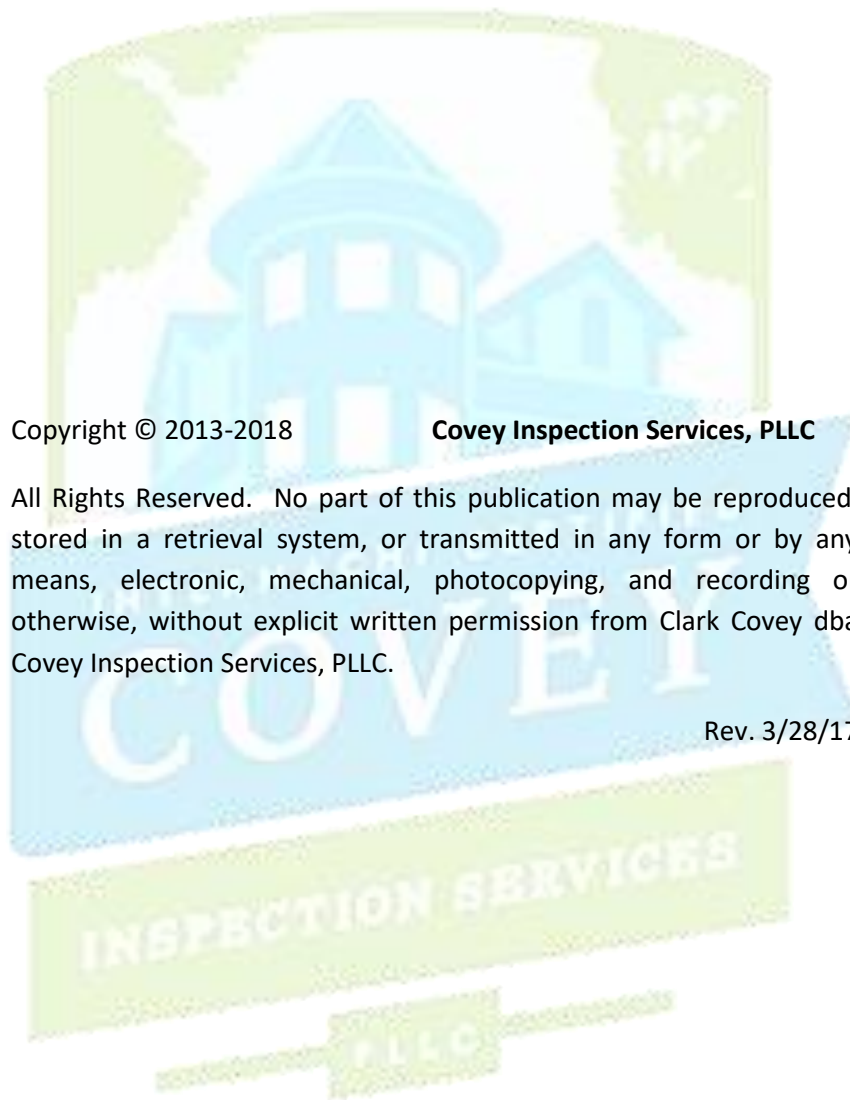 Copyright © 2013-2018 Covey Inspection Services, PLLC
All Rights Reserved. No part of this publication may be reproduced
stored in a retrieval system, or transmitted in any form or by any
means, electronic, mechanical, photocopying, and recording o
otherwise, without explicit written permission from Clark Covey dba
Covey Inspection Services, PLLC.
Rev. 3/28/17
COVEY
INSPECTION SERVICES
PLLC